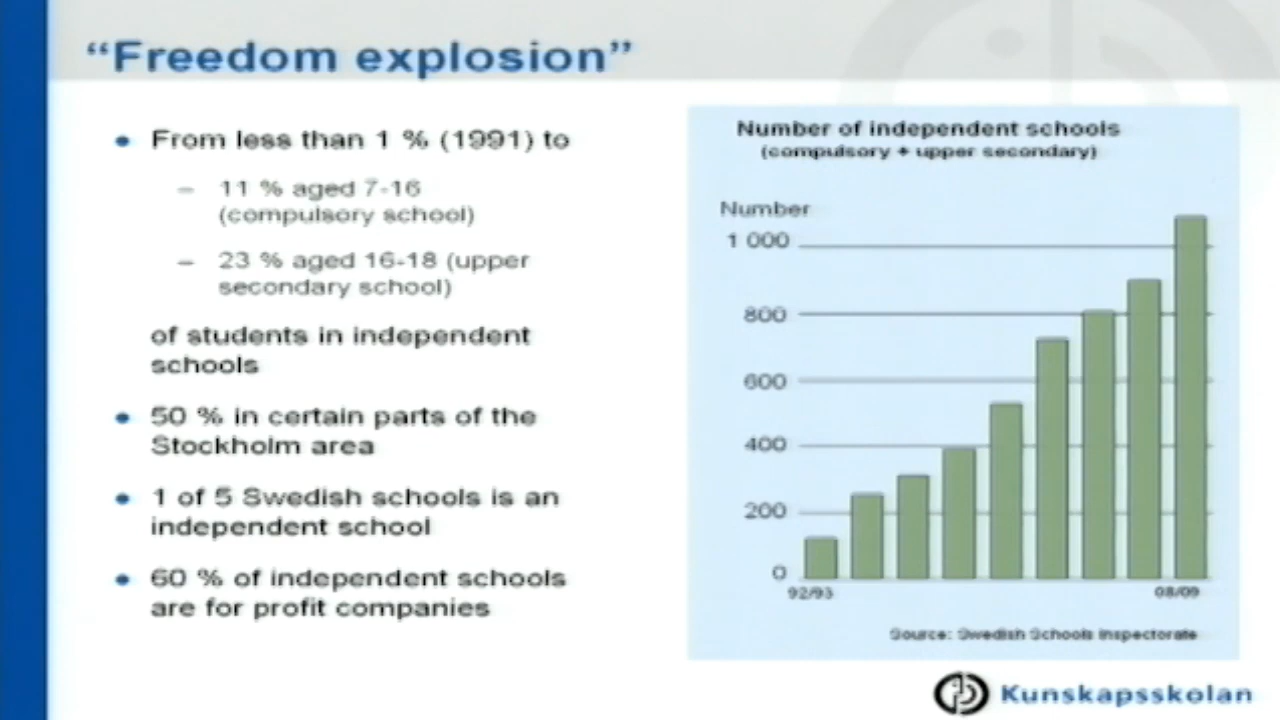 “Freedom explosion”
• From less than 1 % (1991) to
– 11 % aged 7-16
(compulsory school)
– 23 % aged 16-18 (upper
secondary school)
of students in independent
schools
• 50 % in certain parts of the
Stockholm area
• 1 of 5 Swedish schools is an
independent school
• 60 % of independent schools
are for profit companies
Number of independent schools
(compulsory + upper secondary)
Number
1 000
800
600
400
200
0
92/93
08/09
Source: Swedish Schools Inspectorate
Kunskapsskolan